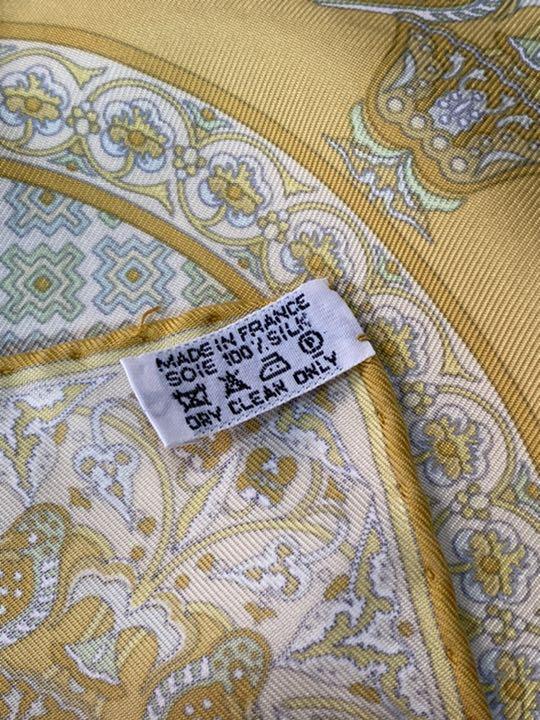 MADE IN FRANCE
SOIE 100°/. SILK
P
DRY CLEAN ONLY